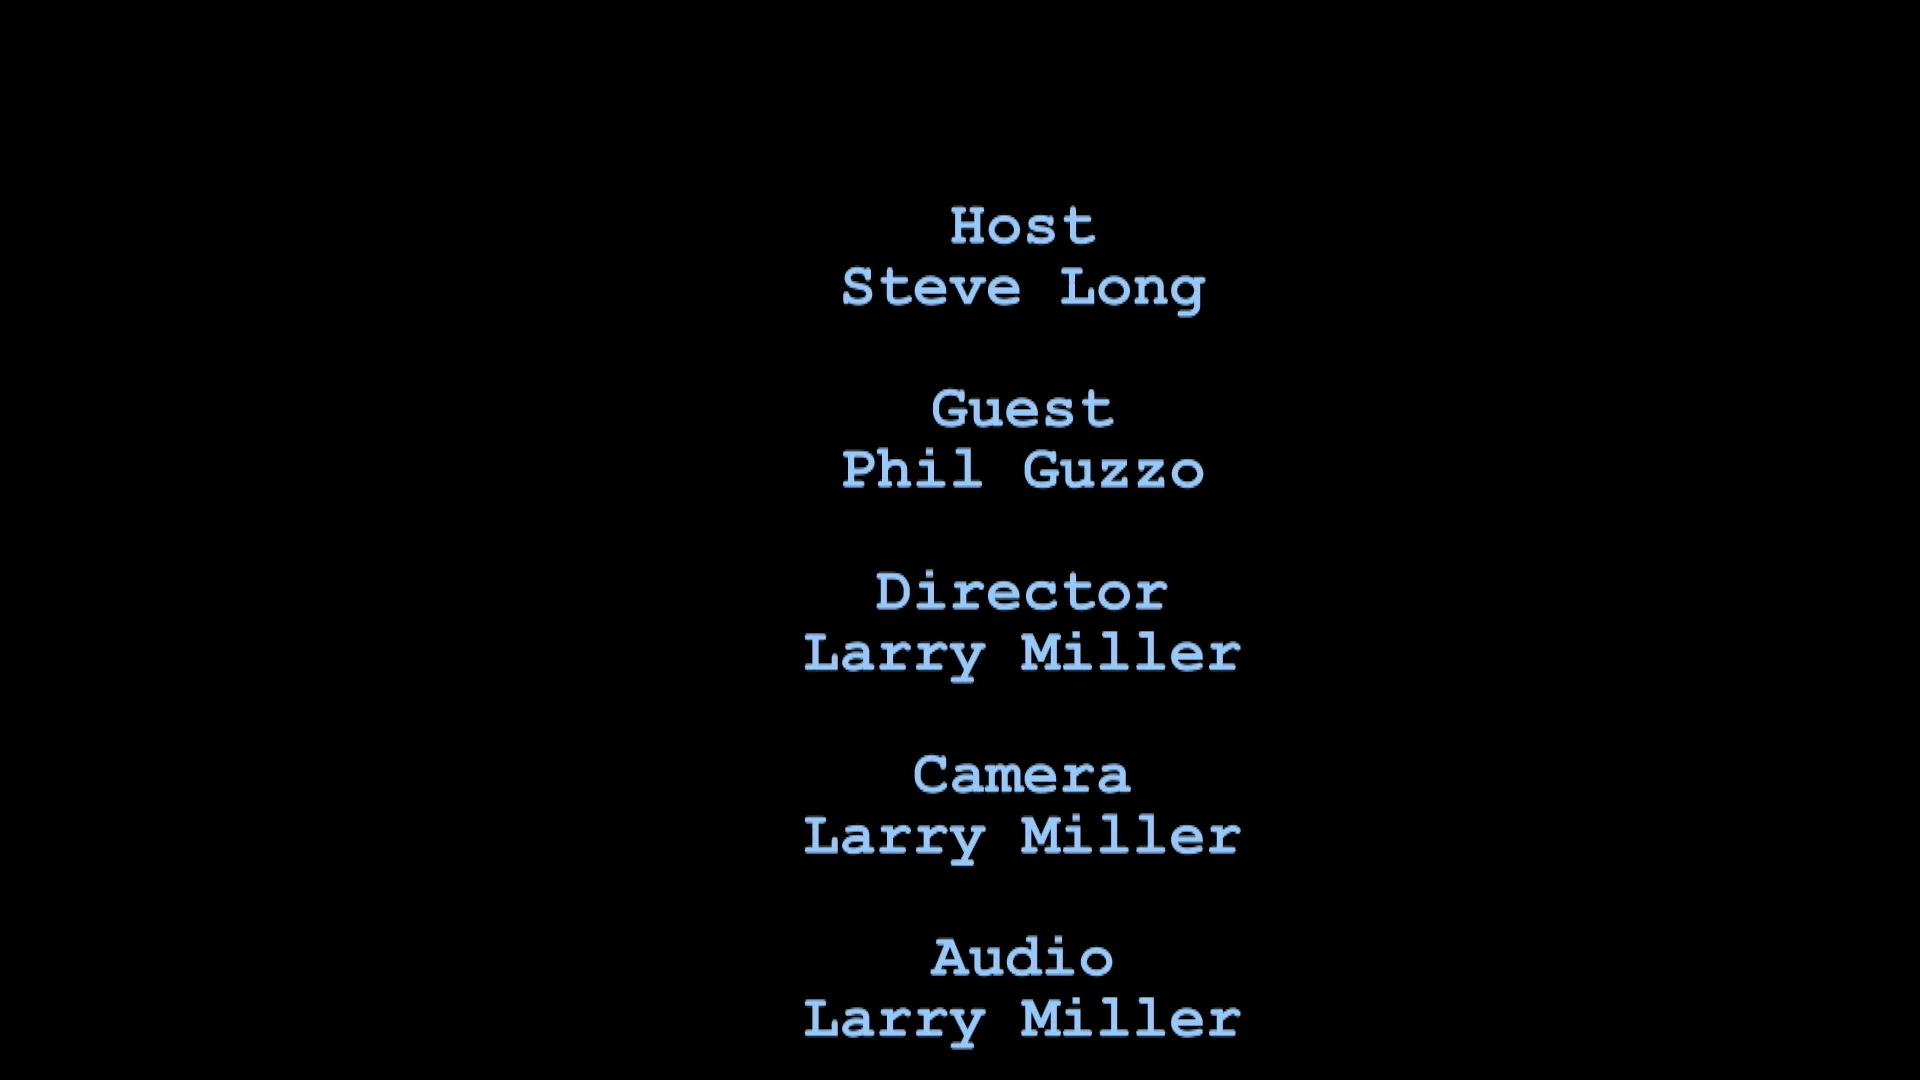 Host
Steve Long
Guest
Phil Guzzo
Director
Larry Miller
Camera
Larry Miller
Audio
Larry Miller